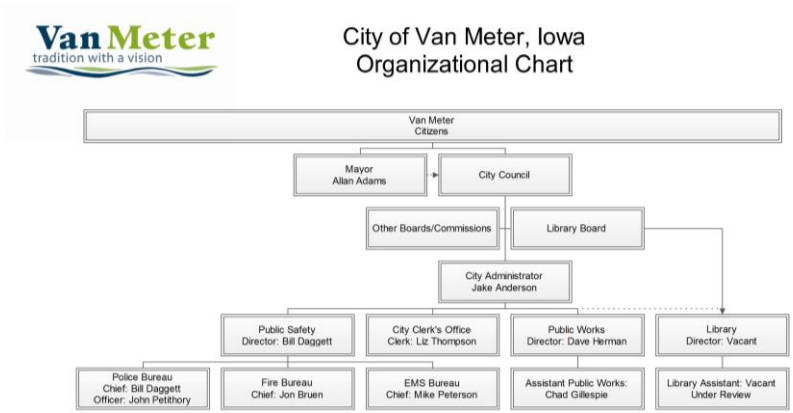 Van Meter
tradition with a vision
City of Van Meter, Iowa
Organizational Chart
Van Meter
Citizens
Mayor
Allan Adams
City Council
Other Boards/Commissions
Library Board
City Administrator
Jake Anderson
Public Safety
Director: Bill Daggett
City Clerk's Office
Clerk: Liz Thompson
Public Works
Director: Dave Herman
Library
Director: Vacant
Police Bureau
Chief: Bill Daggett
Officer: John Petithory
Fire Bureau
Chief: Jon Bruen
EMS Bureau
Chief: Mike Peterson
Assistant Public Works:
Chad Gillespie
Library Assistant: Vacant
Under Review